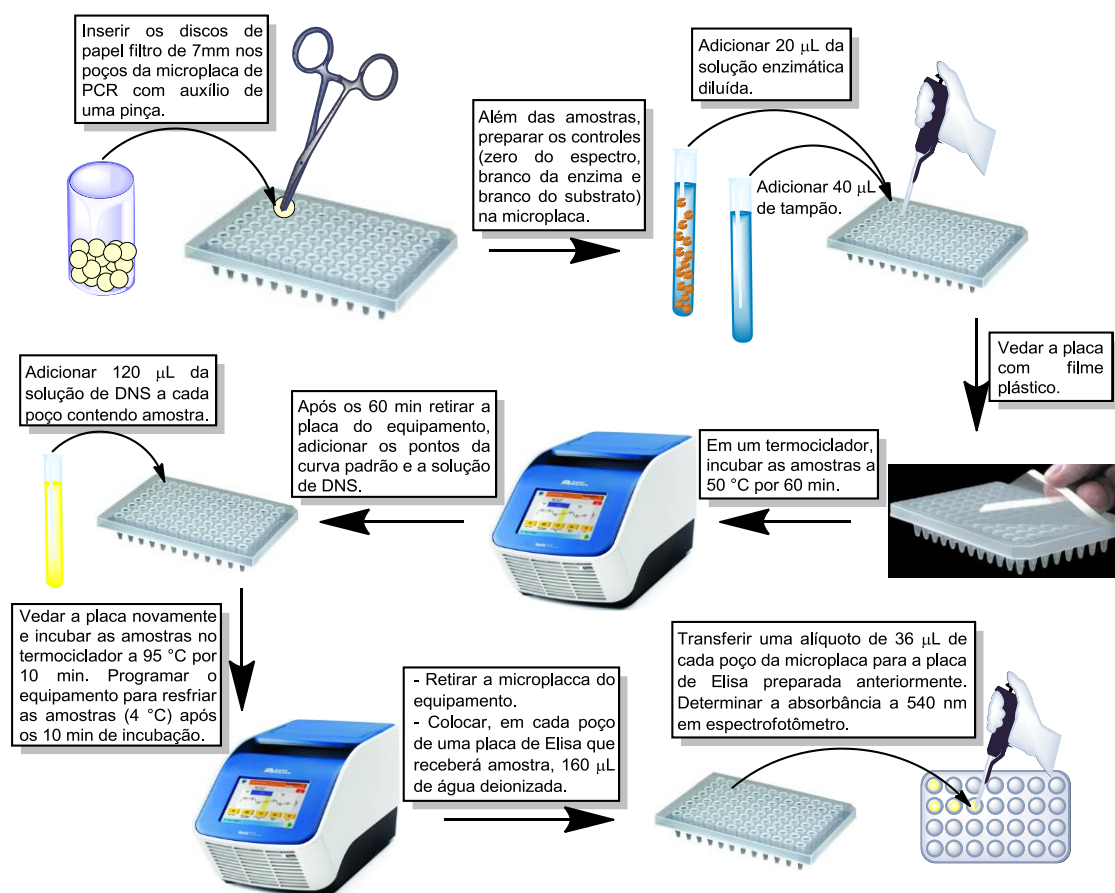 Inserir os discos de
papel filtro de 7mm nos
poços da microplaca de
PCR com auxílio de
uma pinça.
Além das amostras,
preparar os controles
(zero do espectro,
branco da enzima e
branco do substrato)
na microplaca.
Adicionar 20 μL da
solução enzimática
diluída.
Adicionar 40 μL
de tampão.
Vedar a placa
com filme
plástico.
Em um termociclador,
incubar as amostras a
50 °C por 60 min.
Após os 60 min retirar a
placa do equipamento,
adicionar os pontos da
curva padrão e a solução
de DNS.
Adicionar 120 μL da
solução de DNS a cada
poço contendo amostra.
Vedar a placa novamente
e incubar as amostras no
termociclador a 95 °C por
10 min. Programar o
equipamento para resfriar
as amostras (4 °C) após
os 10 min de incubação.
- Retirar a microplacca do
equipamento.
- Colocar, em cada poço
de uma placa de Elisa que
receberá amostra, 160 μL
de água deionizada.
Transferir uma alíquoto de 36 μL de
cada poço da microplaca para a placa
de Elisa preparada anteriormente.
Determinar a absorbância a 540 nm
em espectrofotômetro.